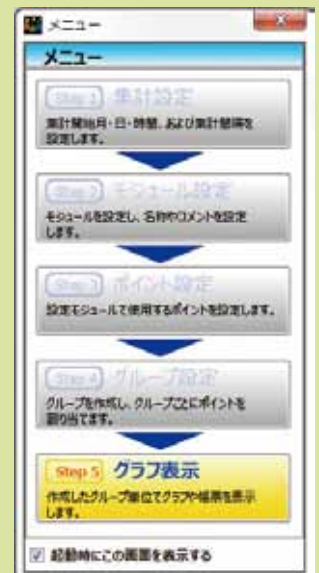 メニュー
メニュー
Step 1 集計設定
集計開始月・日・時間、および集計間隔を
設定します。
Step 2 モジュール設定
モジュールを設定し、名称やコメントを設定
します。
Step 3 ポイント設定
設定モジュールで使用するポイントを設定します。
Step 4 グループ設定
グループを作成し、グループごとにポイントを
割り当てます。
Step 5 グラフ表示
作成したグループ単位でグラフや帳票を表示
します。
起動時にこの画面を表示する